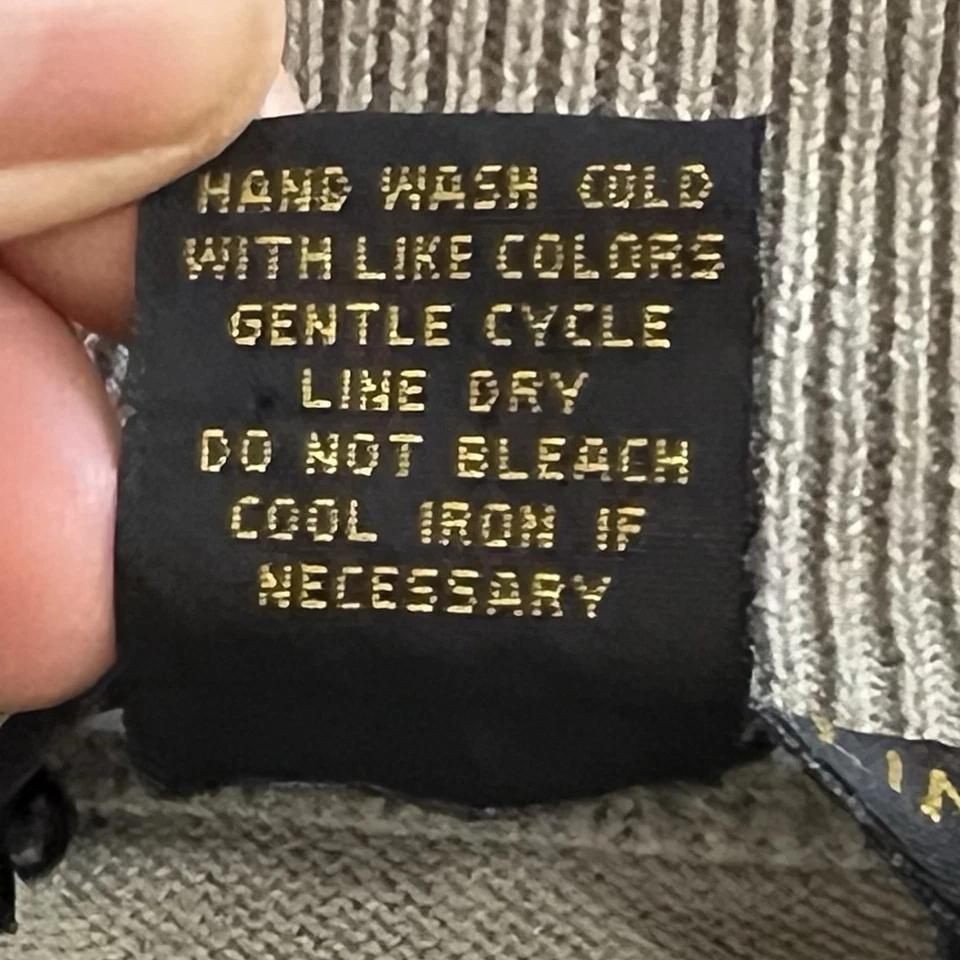 HAND WASH COLD
WITH LIKE COLORS
GENTLE CYCLE
LINE DRY
DO NOT BLEACH
COOL IRON IF
NECESSARY